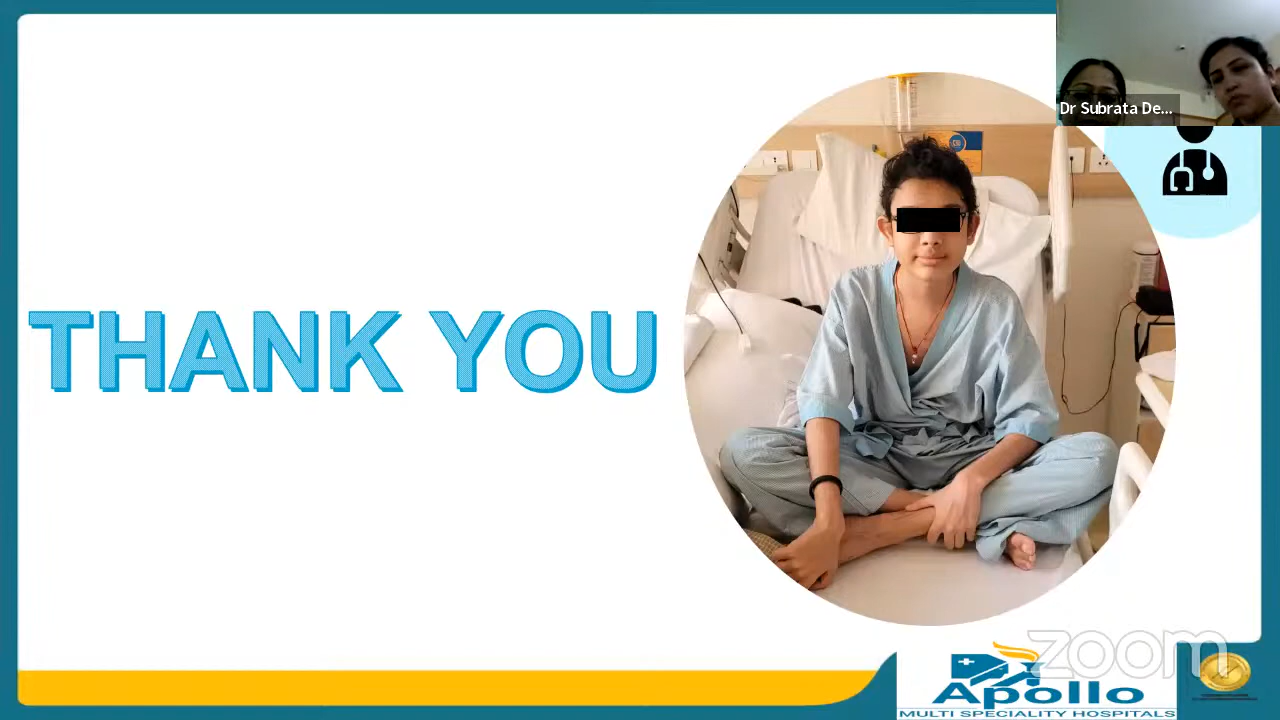 Dr Subrata De...
THANK YOU
zoom
Apollo
MULTI SPECIALITY HOSPITALS